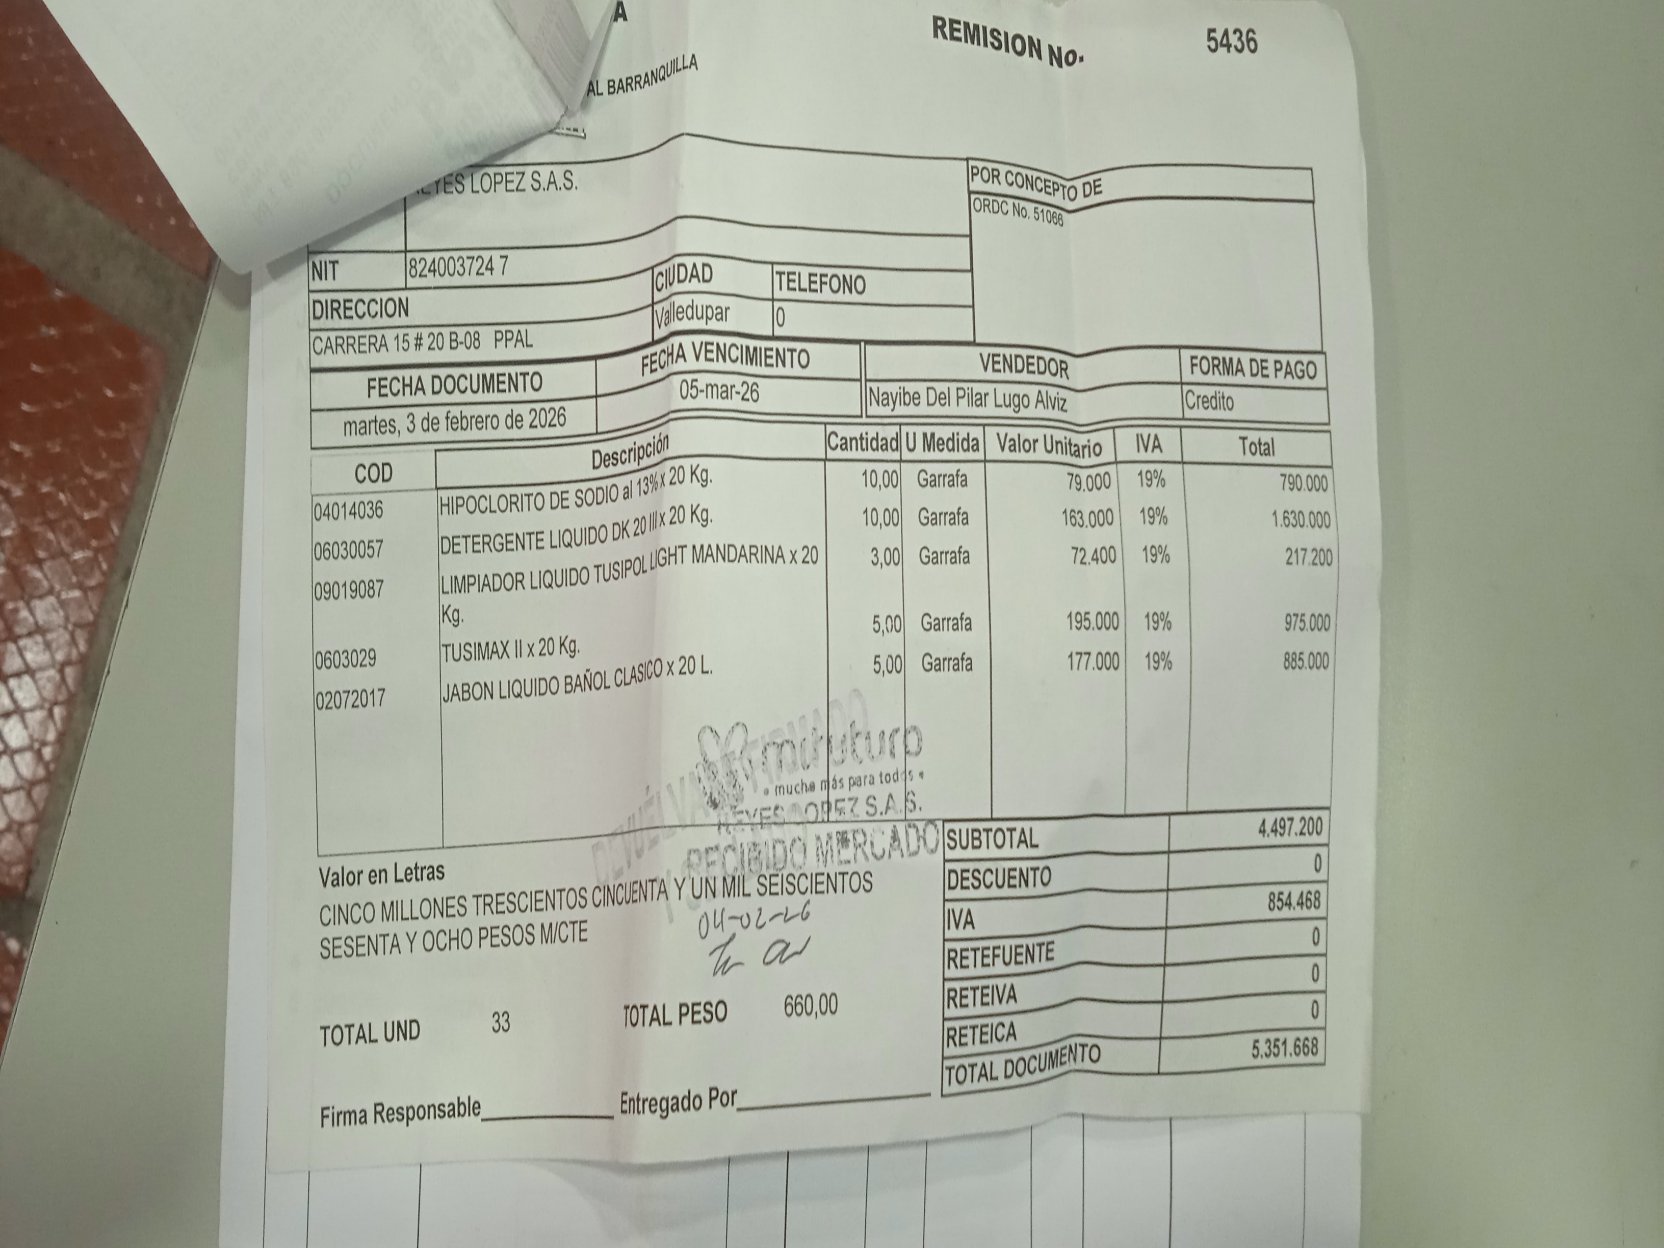 A
REMISION No. 5436
AL BARRANQUILLA
REYES LOPEZ S.A.S.
POR CONCEPTO DE
ORDC No. 51066
NIT 824003724 7
CIUDAD TELEFONO
DIRECCION
Valledupar 0
CARRERA 15 # 20 B-08 PPAL
FECHA DOCUMENTO FECHA VENCIMIENTO VENDEDOR FORMA DE PAGO
martes, 3 de febrero de 2026 05-mar-26 Nayibe Del Pilar Lugo Alviz Credito
COD Descripción Cantidad U Medida Valor Unitario IVA Total
04014036 HIPOCLORITO DE SODIO al 13% x 20 Kg. 10,00 Garrafa 79.000 19% 790.000
06030057 DETERGENTE LIQUIDO DK 20 III x 20 Kg. 10,00 Garrafa 163.000 19% 1.630.000
09019087 LIMPIADOR LIQUIDO TUSIPOL LIGHT MANDARINA x 20 3,00 Garrafa 72.400 19% 217.200
Kg.
0603029 TUSIMAX II x 20 Kg. 5,00 Garrafa 195.000 19% 975.000
02072017 JABON LIQUIDO BAÑOL CLASICO x 20 L. 5,00 Garrafa 177.000 19% 885.000
mifuturo
mucho más para todos
REYES LOPEZ S.A.S.
RECIBIDO MERCADO
04-02-26
SUBTOTAL 4.497.200
DESCUENTO 0
IVA 854.468
RETEFUENTE 0
RETEIVA 0
RETEICA 0
TOTAL DOCUMENTO 5.351.668
Valor en Letras
CINCO MILLONES TRESCIENTOS CINCUENTA Y UN MIL SEISCIENTOS
SESENTA Y OCHO PESOS M/CTE
TOTAL UND 33 TOTAL PESO 660,00
Firma Responsable Entregado Por